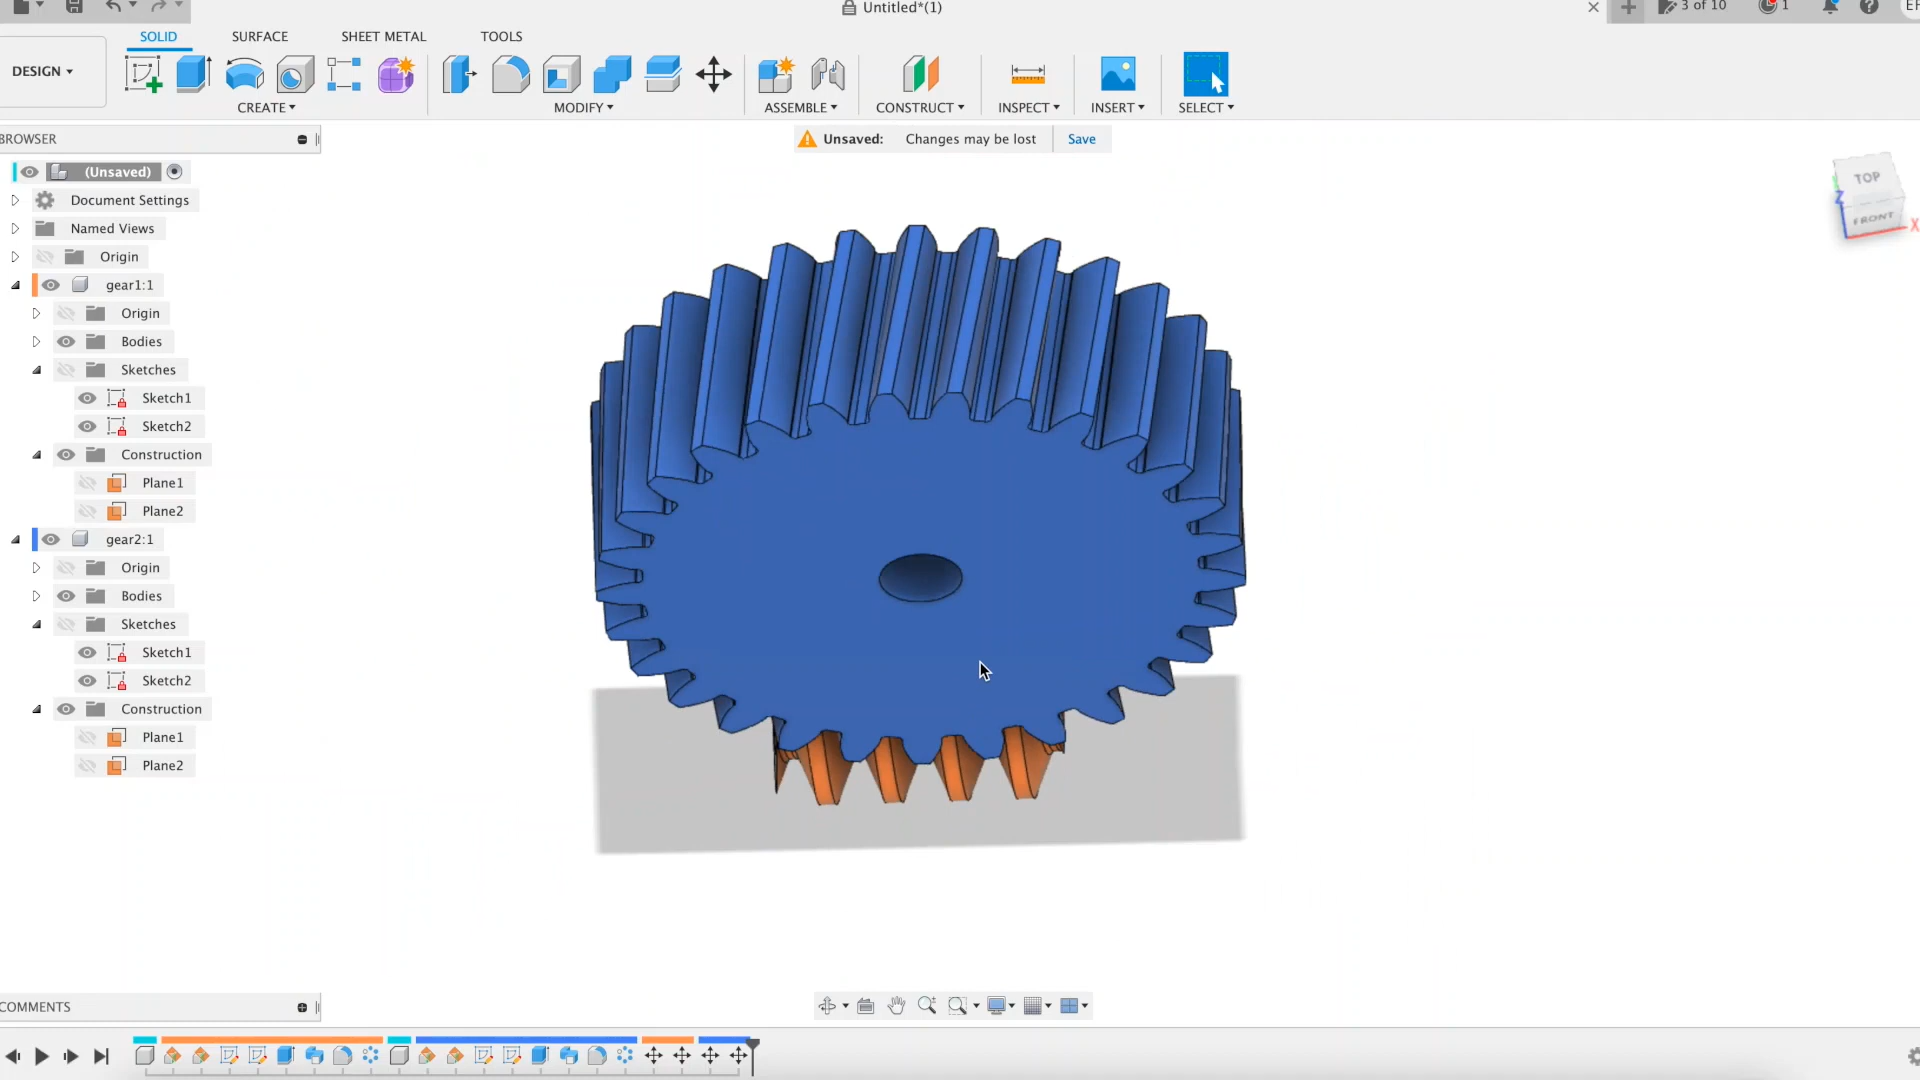 Untitled*(1)
3 of 10
1
SOLID
SURFACE
SHEET METAL
TOOLS
DESIGN
CREATE
MODIFY
ASSEMBLE
CONSTRUCT
INSPECT
INSERT
SELECT
BROWSER
Unsaved: Changes may be lost Save
(Unsaved)
Document Settings
Named Views
Origin
gear1:1
Origin
Bodies
Sketches
Sketch1
Sketch2
Construction
Plane1
Plane2
gear2:1
Origin
Bodies
Sketches
Sketch1
Sketch2
Construction
Plane1
Plane2
TOP
Z
FRONT
X
COMMENTS